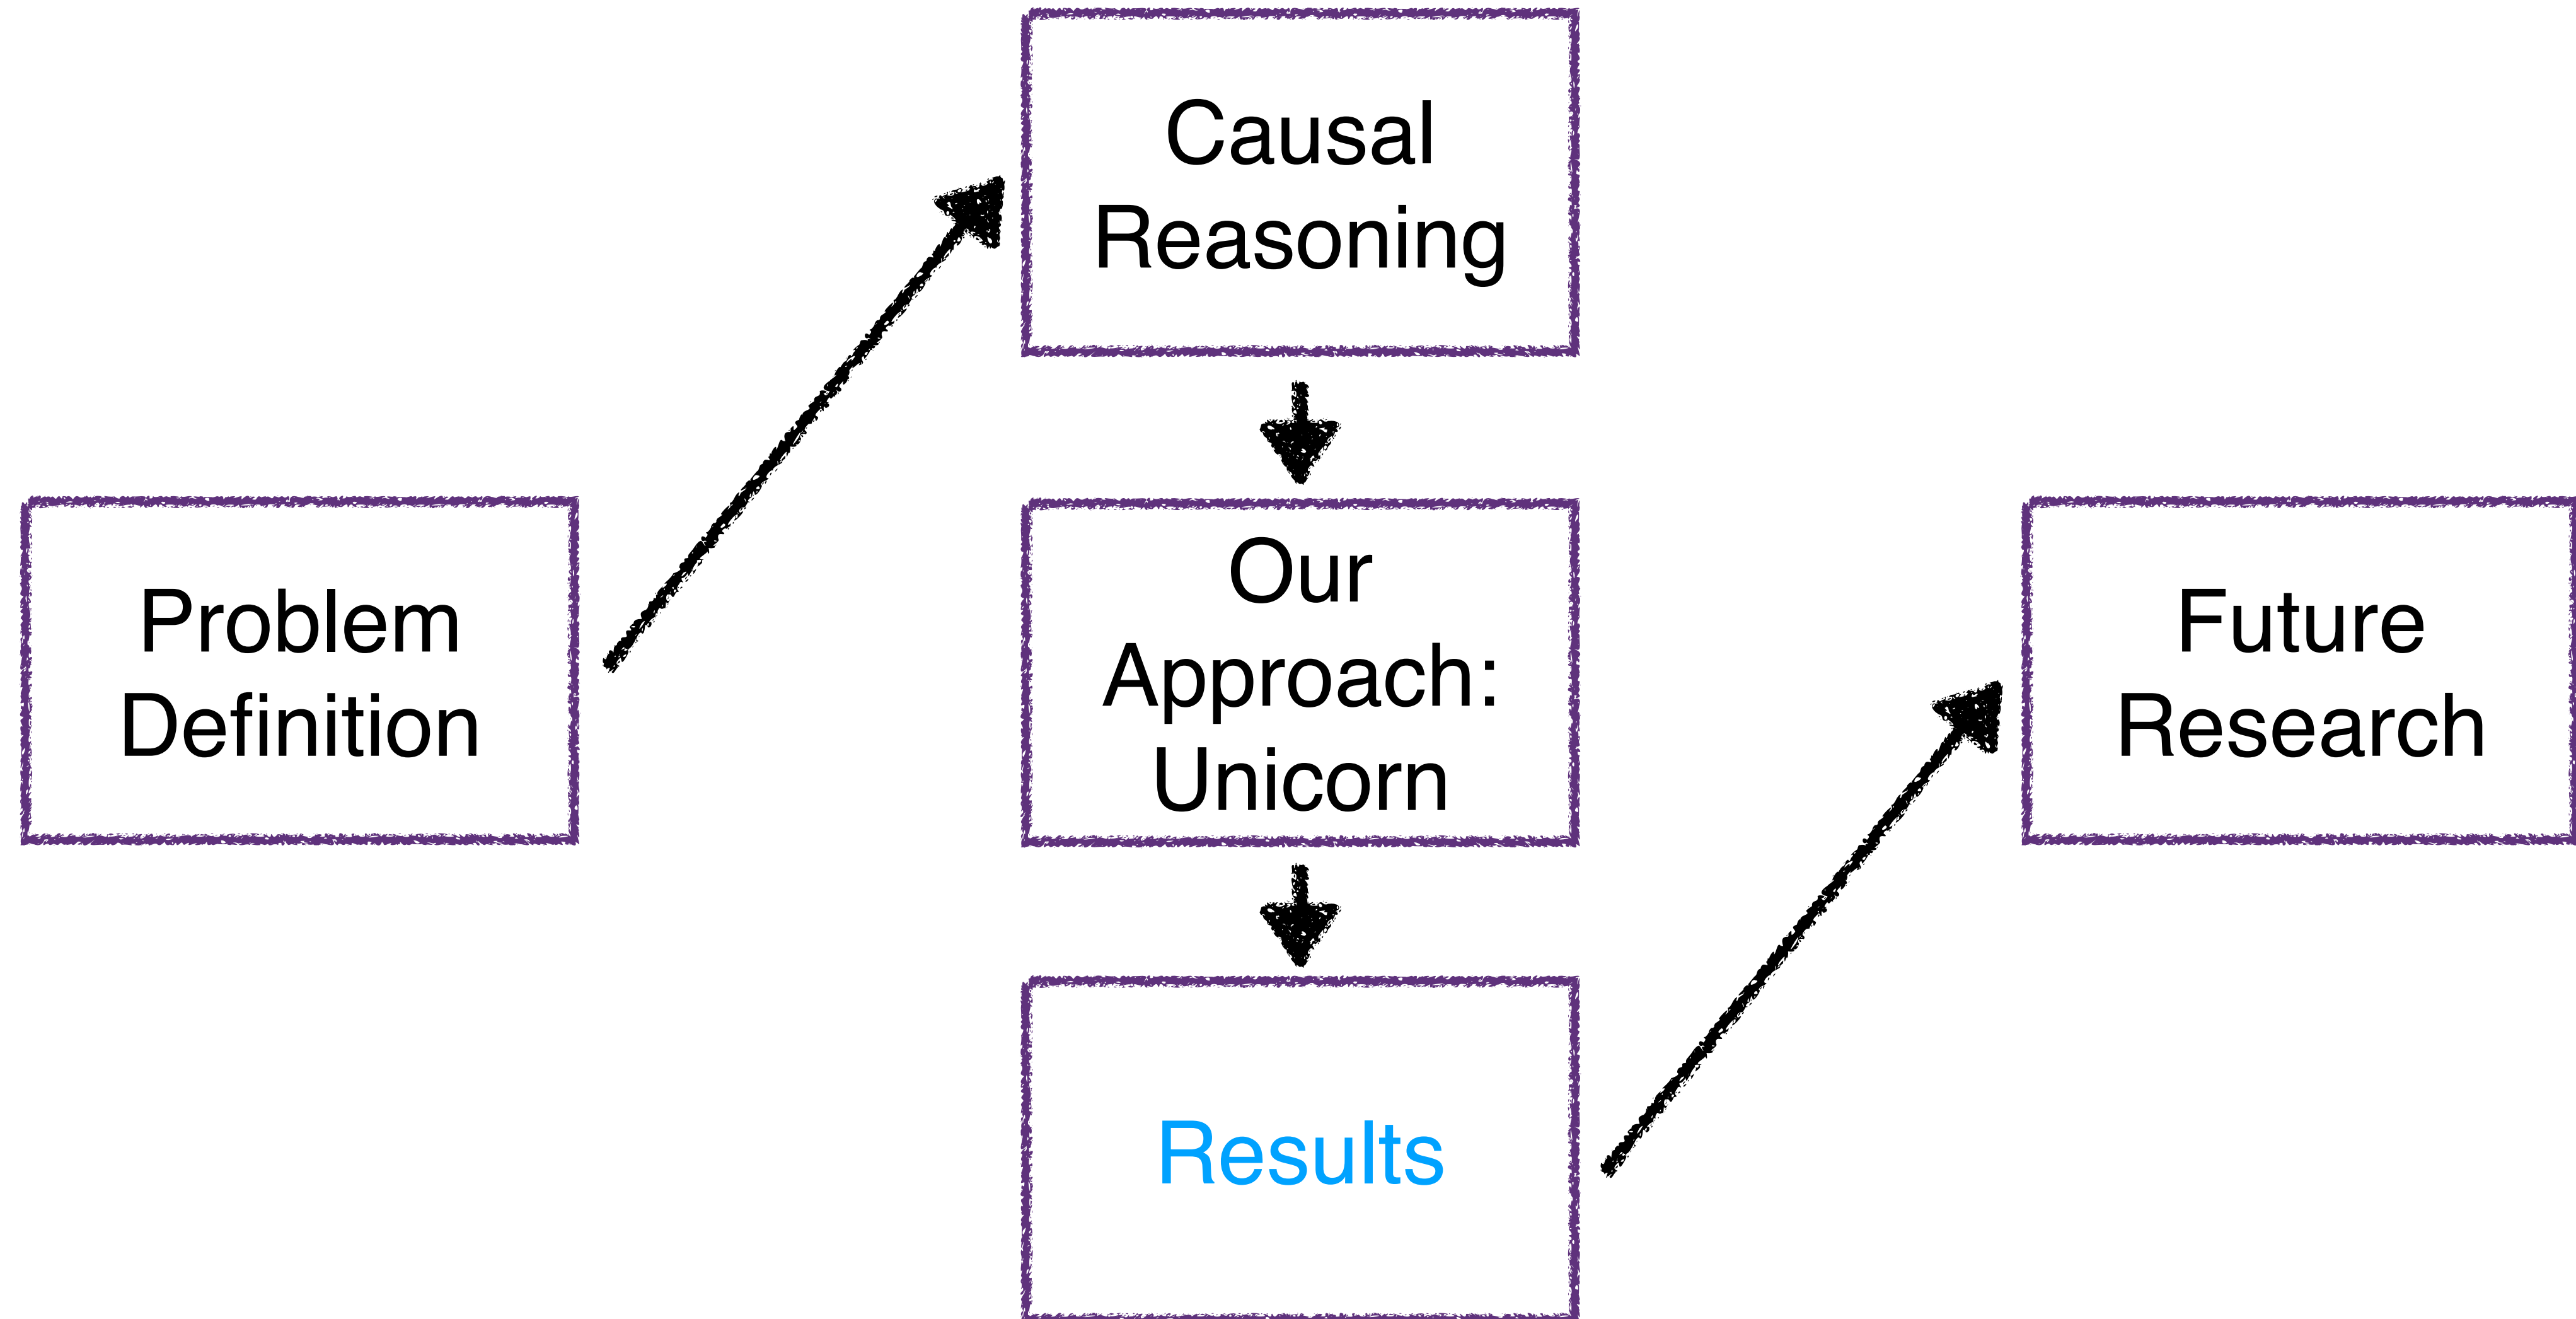 Problem
Definition
Causal
Reasoning
Our
Approach:
Unicorn
Results
Future
Research